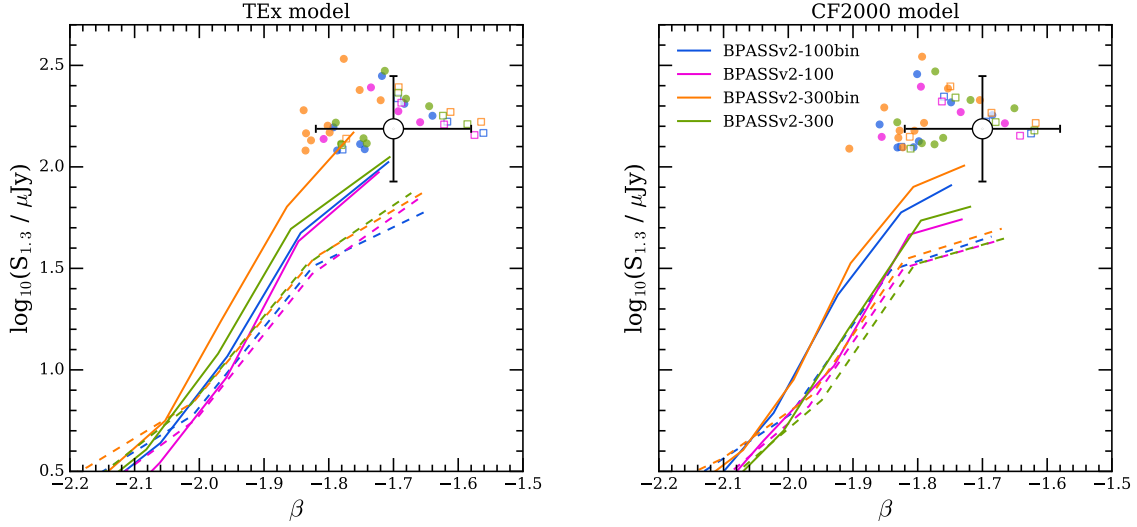 TEx model
CF2000 model
2.5
2.0
1.5
1.0
0.5
log10(S1.3 / μJy)
−2.2
−2.1
−2.0
−1.9
−1.8
−1.7
−1.6
−1.5
β
BPASSv2-100bin
BPASSv2-100
BPASSv2-300bin
BPASSv2-300
2.5
2.0
1.5
1.0
0.5
log10(S1.3 / μJy)
−2.2
−2.1
−2.0
−1.9
−1.8
−1.7
−1.6
−1.5
β